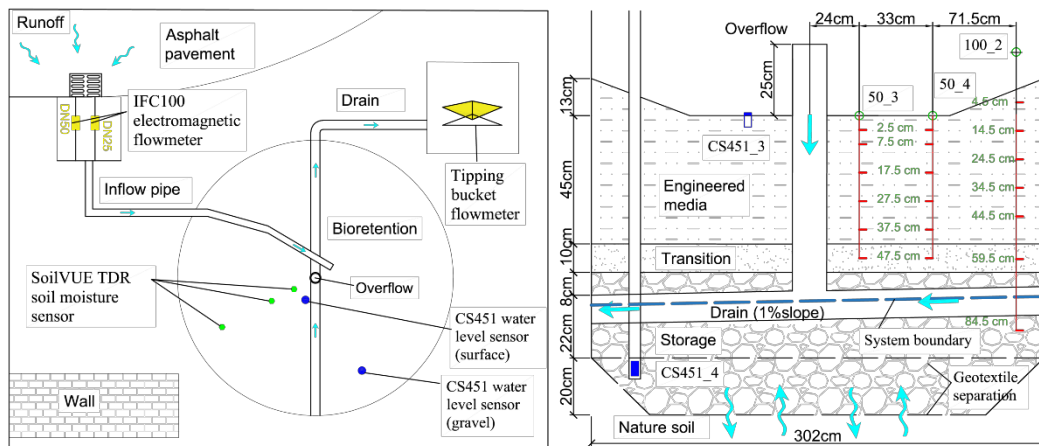 Runoff
Asphalt
pavement
DN50
DN25
IFC100
electromagnetic
flowmeter
Inflow pipe
Drain
Tipping
bucket
flowmeter
Bioretention
SoilVUE TDR
soil moisture
sensor
Overflow
CS451 water
level sensor
(surface)
CS451 water
level sensor
(gravel)
Wall
Overflow
24cm
33cm
71.5cm
100_2
50_4
50_3
25cm
13cm
CS451_3
4.5 cm
2.5 cm
14.5 cm
7.5 cm
24.5 cm
17.5 cm
34.5 cm
27.5 cm
44.5 cm
37.5 cm
47.5 cm
59.5 cm
84.5 cm
Engineered
media
45cm
Transition
10cm
8cm
Drain (1%slope)
System boundary
Storage
22cm
CS451_4
Geotextile
separation
20cm
Nature soil
302cm